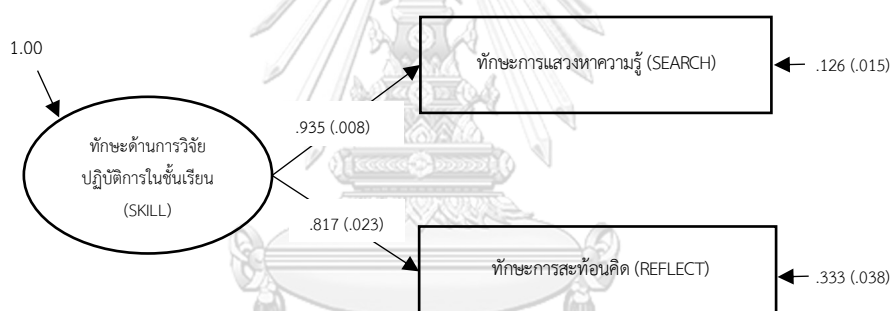 1.00
ทักษะการแสวงหาความรู้ (SEARCH)
.126 (.015)
.935 (.008)
ทักษะด้านการวิจัย
ปฏิบัติการในชั้นเรียน
(SKILL)
.817 (.023)
ทักษะการสะท้อนคิด (REFLECT)
.333 (.038)